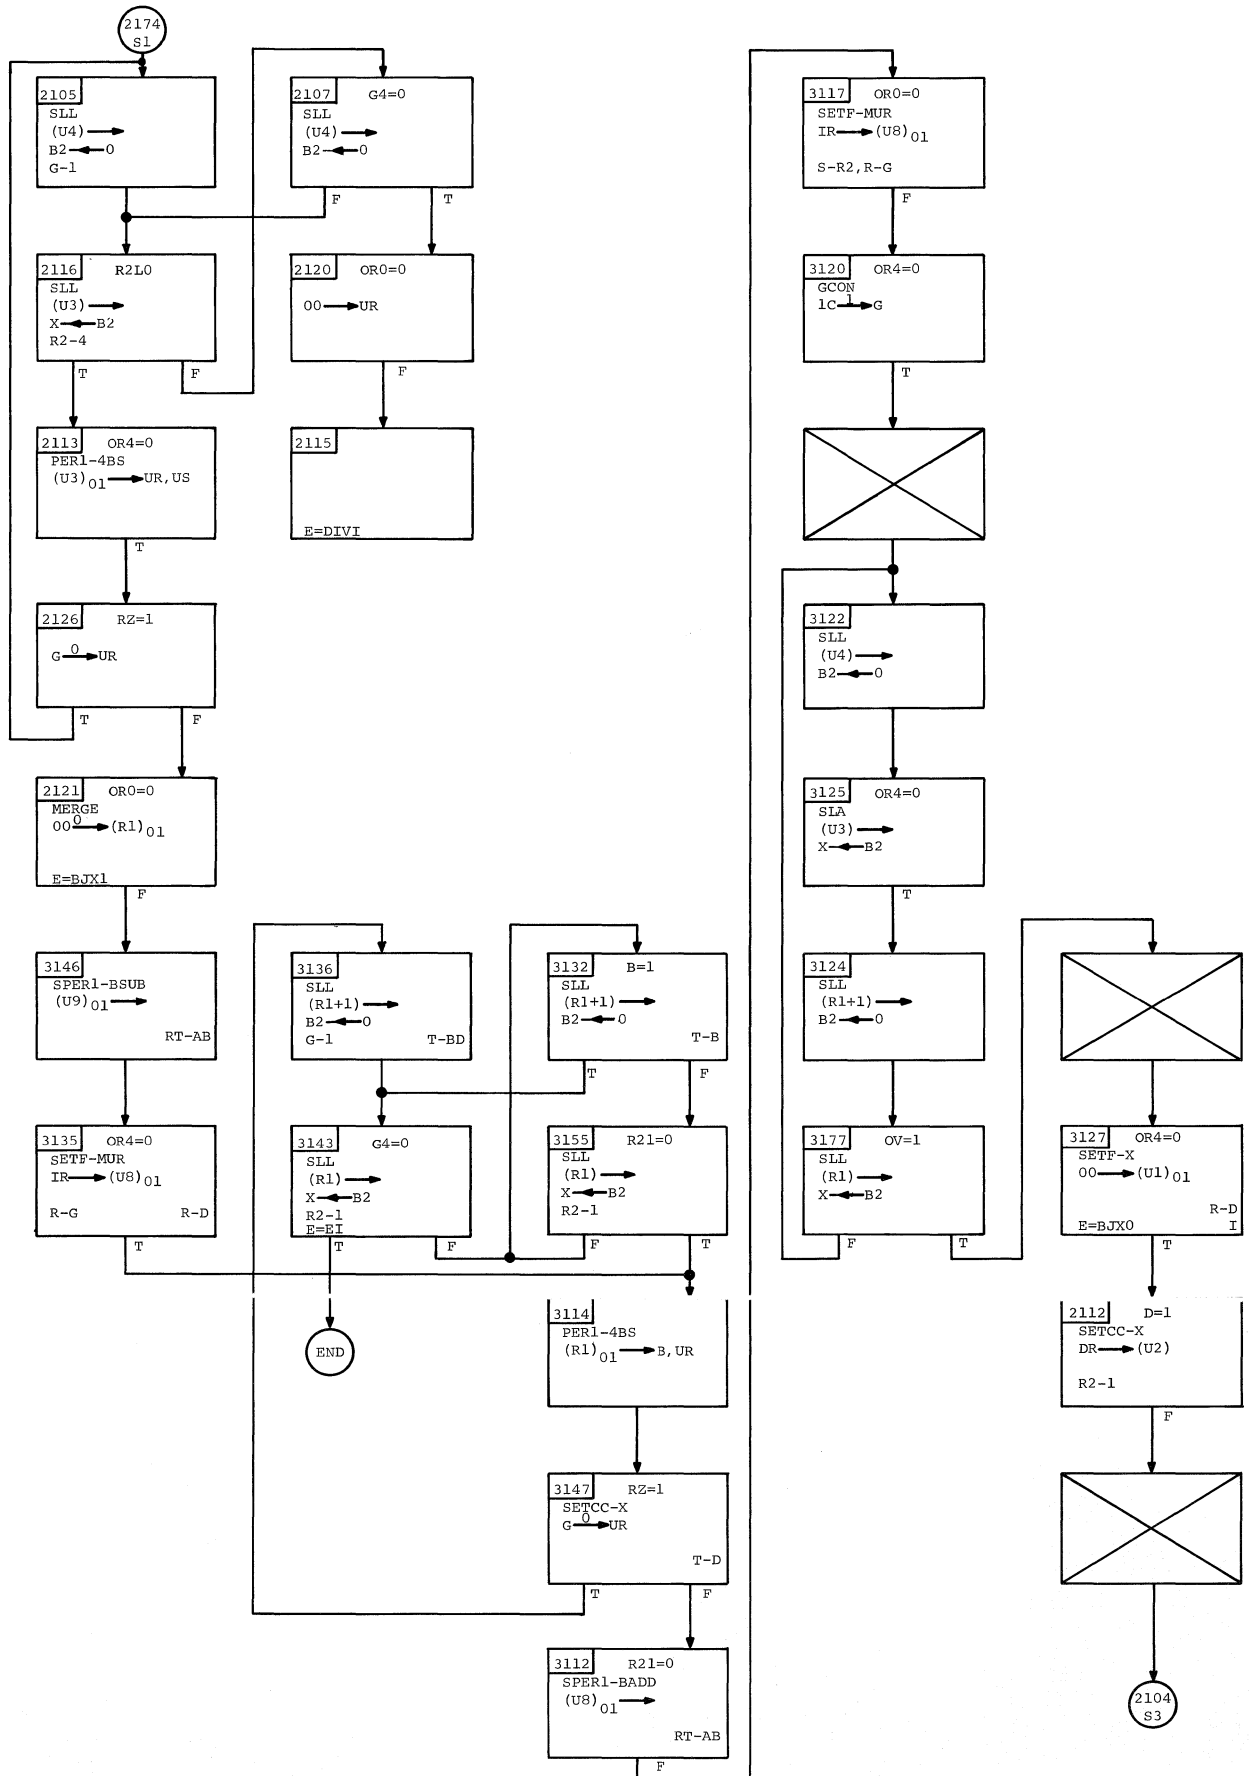 2174
S1
2105
SLL
(U4)
B2 0
G-1
2107 G4=0
SLL
(U4)
B2 0
F T
2116 R2L0
SLL
(U3)
X B2
R2-4
T F
2120 OR0=0
00 UR
F
2113 OR4=0
PER1-4BS
(U3)01 UR,US
T
2115
E=DIVI
2126 RZ=1
G 0 UR
T F
2121 OR0=0
MERGE
00 0 (R1)01
E=BJX1
F
3146
SPER1-BSUB
(U9)01
RT-AB
3135 OR4=0
SETF-MUR
IR (U8)01
R-G R-D
T
3136
SLL
(R1+1)
B2 0
G-1 T-BD
3143 G4=0
SLL
(R1)
X B2
R2-1
E=EI
T F
END
3132 B=1
SLL
(R1+1)
B2 0
T-B
T F
3155 R21=0
SLL
(R1)
X B2
R2-1
F T
3114
PER1-4BS
(R1)01 B,UR
3147 RZ=1
SETCC-X
G 0 UR
T-D
T F
3112 R21=0
SPER1-BADD
(U8)01
RT-AB
F
3117 OR0=0
SETF-MUR
IR (U8)01
S-R2,R-G
F
3120 OR4=0
GCON
1C 1 G
T
3122
SLL
(U4)
B2 0
3125 OR4=0
SLA
(U3)
X B2
T
3124
SLL
(R1+1)
B2 0
3177 OV=1
SLL
(R1)
X B2
F T
3127 OR4=0
SETF-X
00 (U1)01
R-D
E=BJX0 I
T
2112 D=1
SETCC-X
DR (U2)
R2-1
F
2104
S3